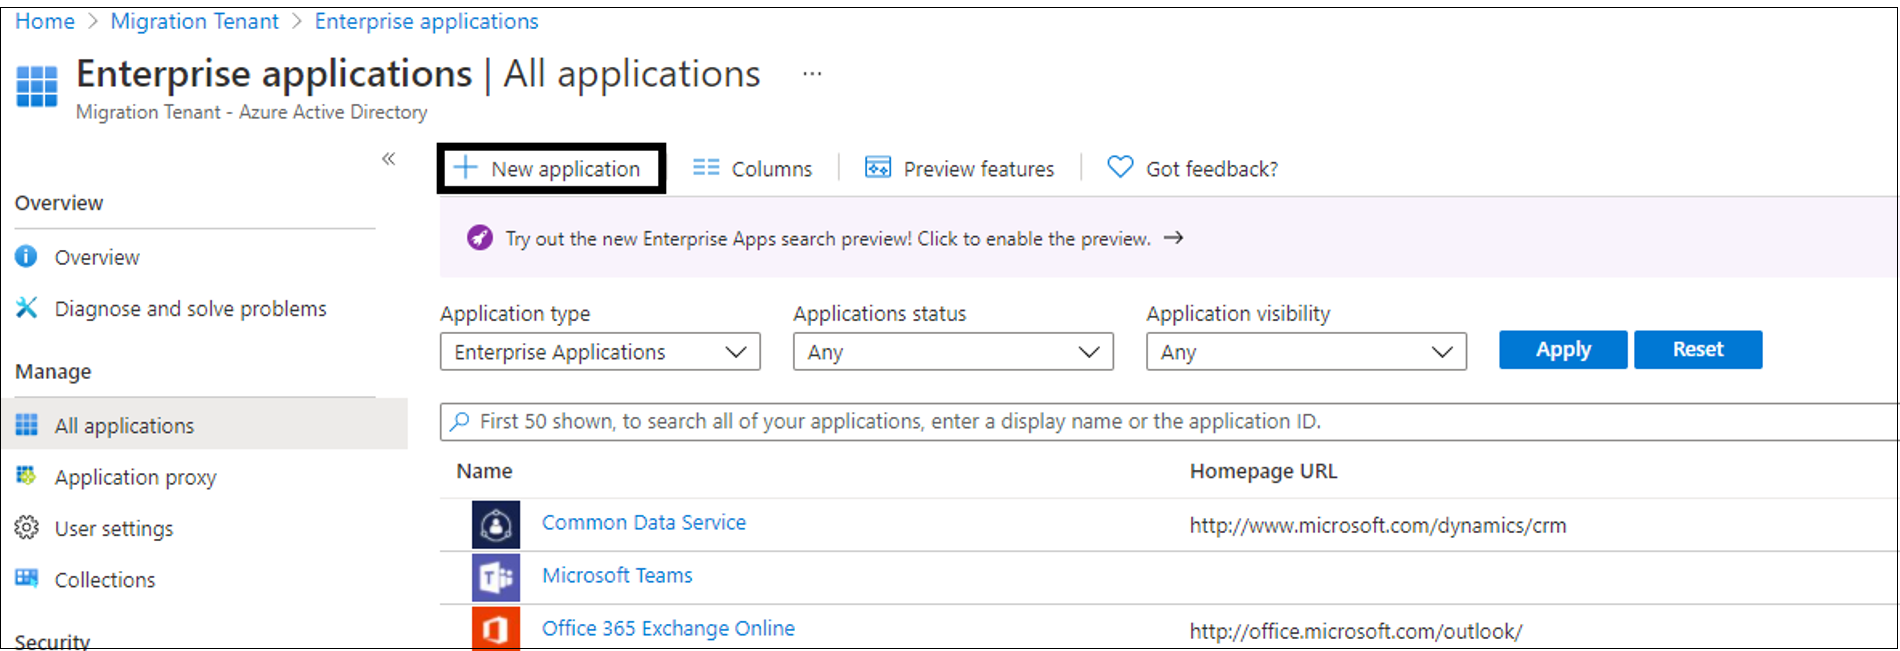 Home > Migration Tenant > Enterprise applications
Enterprise applications | All applications ...
Migration Tenant - Azure Active Directory
«
Overview
Overview
Diagnose and solve problems
Manage
All applications
Application proxy
User settings
Collections
Security
+ New application
Columns
Preview features
Got feedback?
Try out the new Enterprise Apps search preview! Click to enable the preview. →
Application type
Enterprise Applications
Applications status
Any
Application visibility
Any
Apply
Reset
First 50 shown, to search all of your applications, enter a display name or the application ID.
Name Homepage URL
Common Data Service http://www.microsoft.com/dynamics/crm
Microsoft Teams
Office 365 Exchange Online http://office.microsoft.com/outlook/